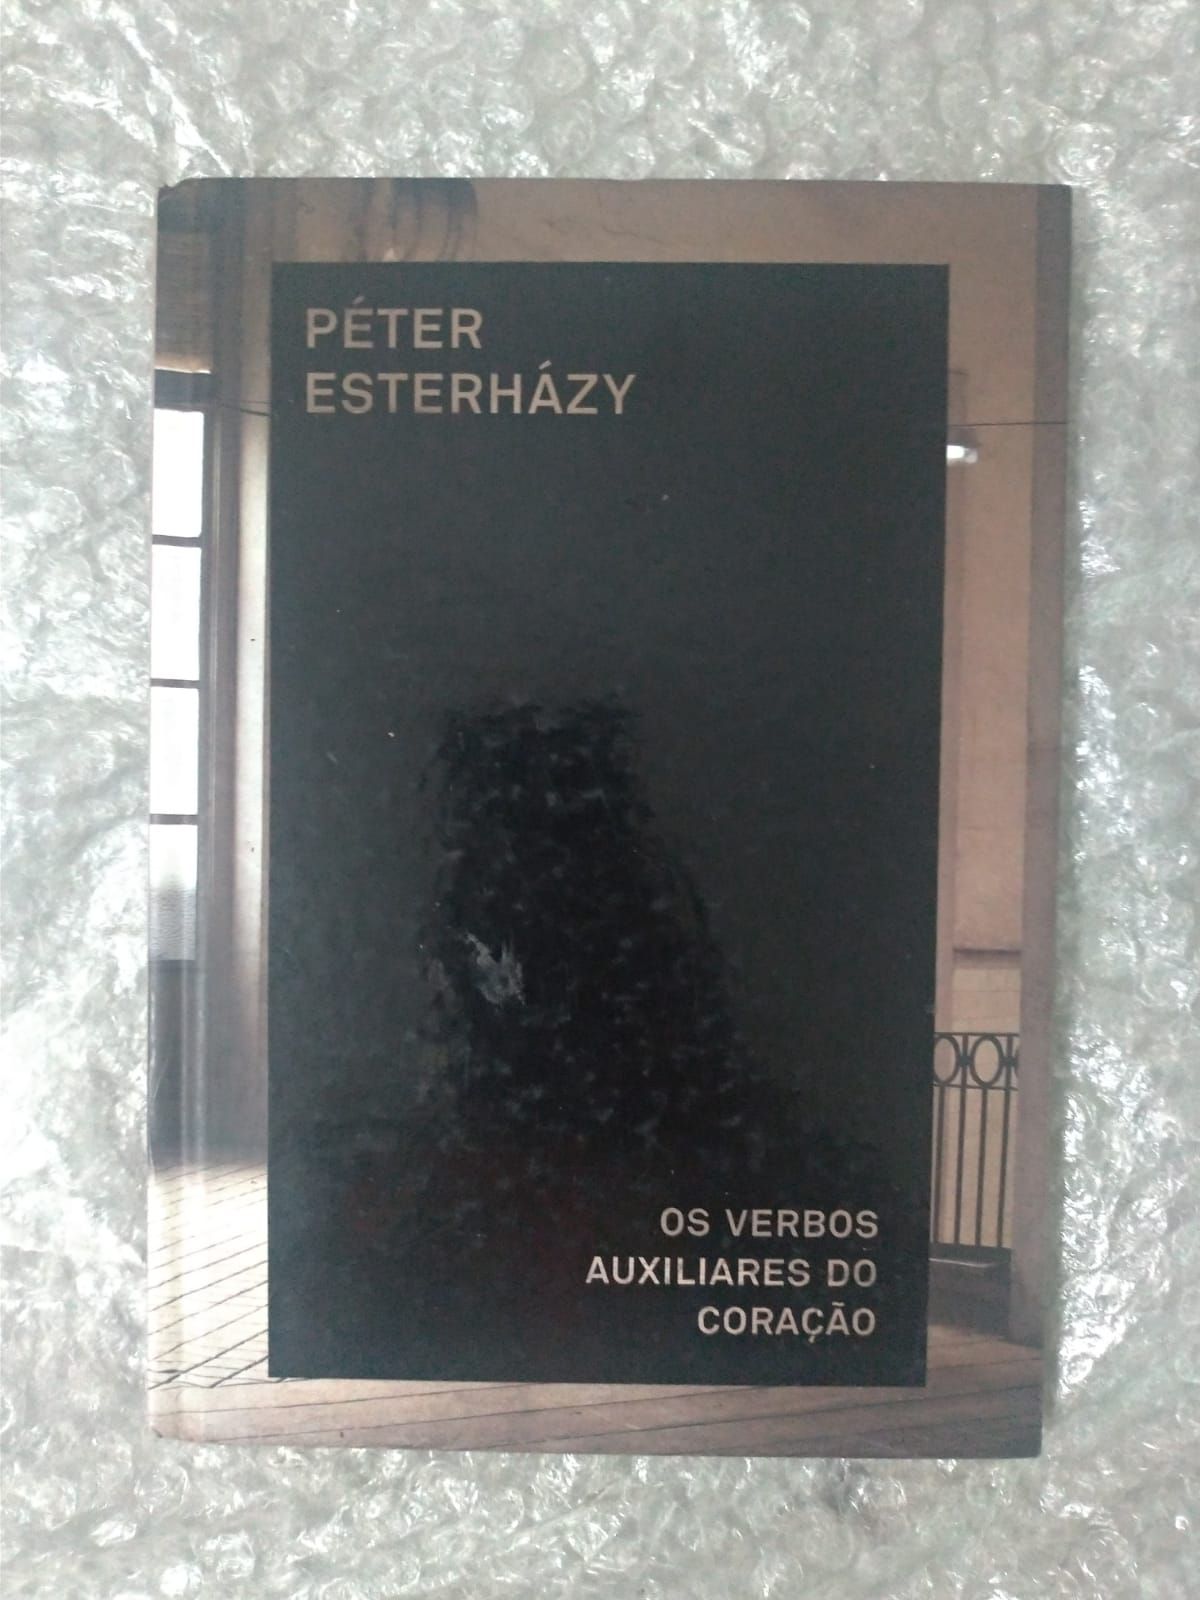 PÉTER
ESTERHÁZY
OS VERBOS
AUXILIARES DO
CORAÇÃO